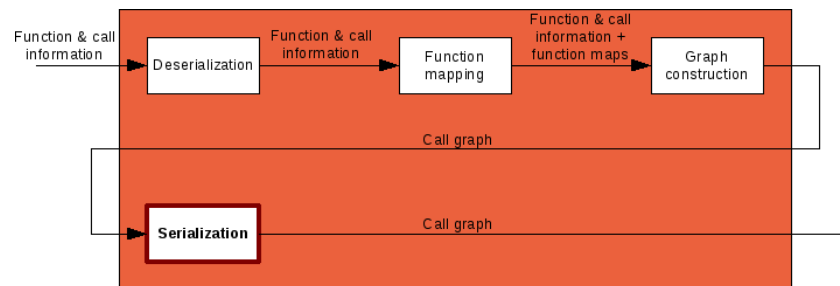 Function & call
information
Deserialization
Function & call
information
Function
mapping
Function & call
information +
function maps
Graph
construction
Call graph
Serialization
Call graph